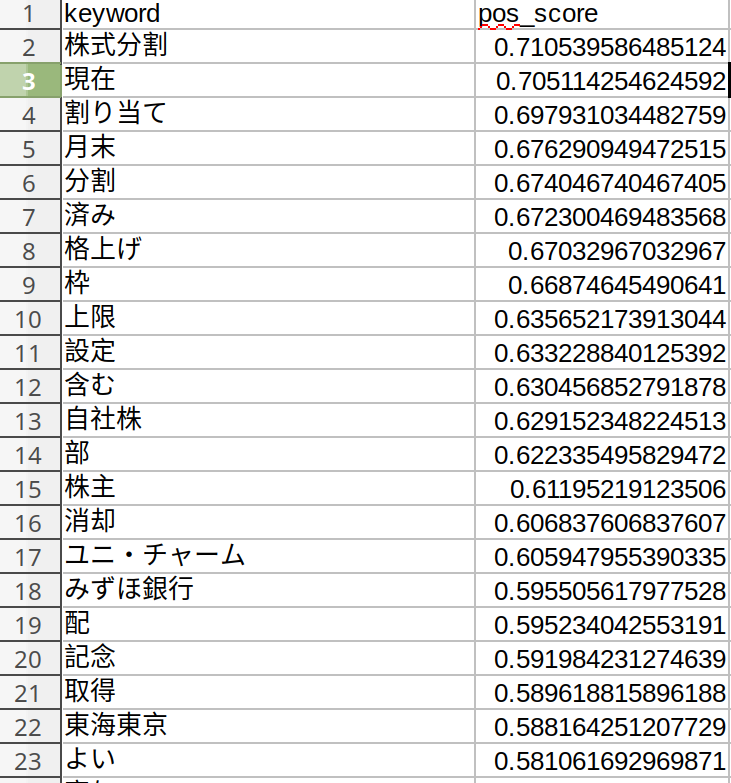 1 keyword pos_score
2 株式分割 0.710539586485124
3 現在 0.705114254624592
4 割り当て 0.697931034482759
5 月末 0.676290949472515
6 分割 0.674046740467405
7 済み 0.672300469483568
8 格上げ 0.67032967032967
9 枠 0.66874645490641
10 上限 0.635652173913044
11 設定 0.633228840125392
12 含む 0.630456852791878
13 自社株 0.629152348224513
14 部 0.622335495829472
15 株主 0.61195219123506
16 消却 0.606837606837607
17 ユニ・チャーム 0.605947955390335
18 みずほ銀行 0.595505617977528
19 配 0.595234042553191
20 記念 0.591984231274639
21 取得 0.589618815896188
22 東海東京 0.588164251207729
23 よい 0.581061692969871